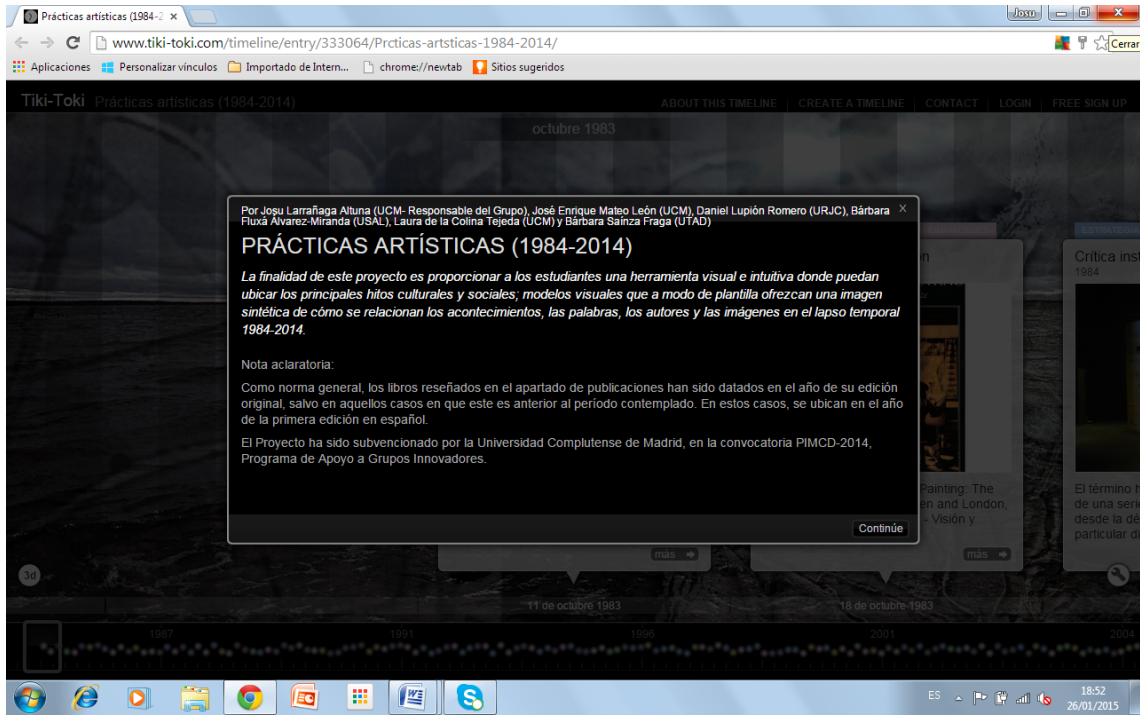 Prácticas artísticas (1984-2
Josu
www.tiki-toki.com/timeline/entry/333064/Prcticas-artsticas-1984-2014/
Cerrar
Aplicaciones Personalizar vínculos Importado de Intern... chrome://newtab Sitios sugeridos
Tiki-Toki Prácticas artísticas (1984-2014) ABOUT THIS TIMELINE CREATE A TIMELINE CONTACT LOGIN FREE SIGN UP
octubre 1983
Por Josu Larrañaga Altuna (UCM- Responsable del Grupo), José Enrique Mateo León (UCM), Daniel Lupión Romero (URJC), Bárbara
Fluxá Álvarez-Miranda (USAL), Laura de la Colina Tejeda (UCM) y Bárbara Sainza Fraga (UTAD)
X
PRÁCTICAS ARTÍSTICAS (1984-2014)
La finalidad de este proyecto es proporcionar a los estudiantes una herramienta visual e intuitiva donde puedan
ubicar los principales hitos culturales y sociales; modelos visuales que a modo de plantilla ofrezcan una imagen
sintética de cómo se relacionan los acontecimientos, las palabras, los autores y las imágenes en el lapso temporal
1984-2014.
Nota aclaratoria:
Como norma general, los libros reseñados en el apartado de publicaciones han sido datados en el año de su edición
original, salvo en aquellos casos en que este es anterior al período contemplado. En estos casos, se ubican en el año
de la primera edición en español.
El Proyecto ha sido subvencionado por la Universidad Complutense de Madrid, en la convocatoria PIMCD-2014,
Programa de Apoyo a Grupos Innovadores.
Continúe
ESTRATEGIA
Crítica inst
1984
Painting: The
en and London,
- Visión y
más
más
El término h
de una seri
desde la dé
particular d
3d
11 de octubre 1983
18 de octubre 1983
1987 1991 1996 2001 2004
ES
18:52
26/01/2015